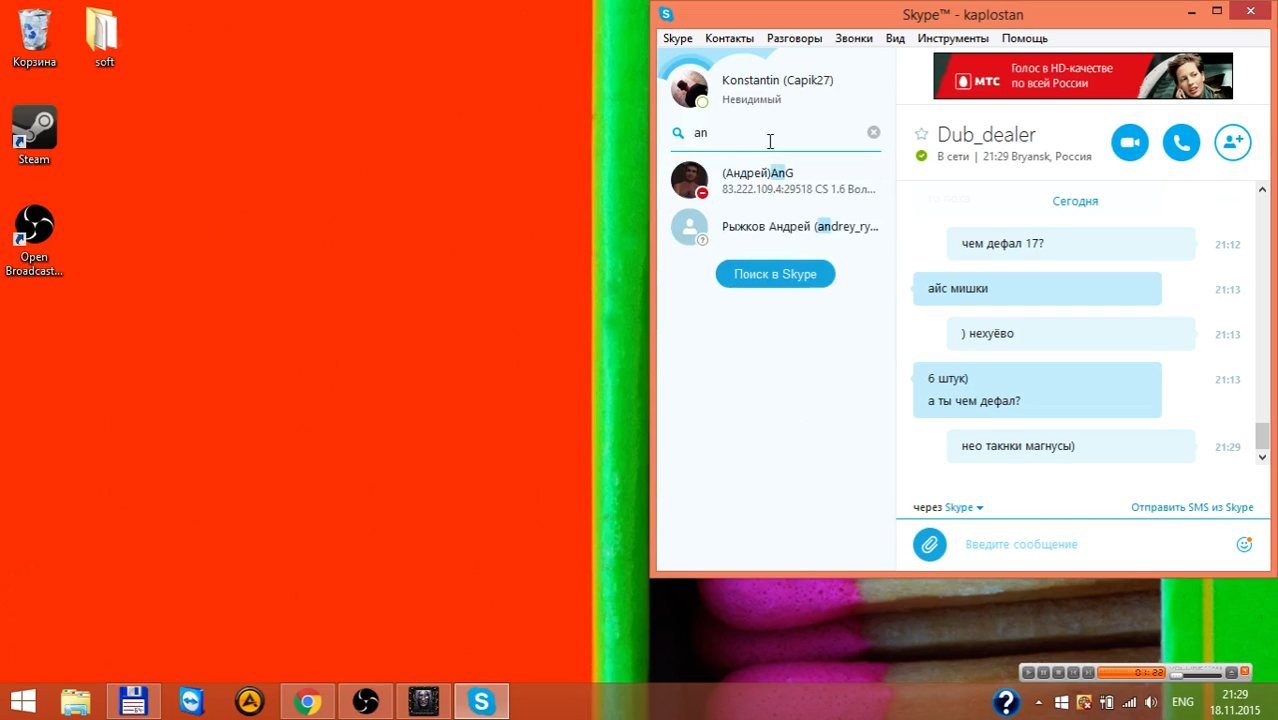 Корзина
soft
Steam
Open
Broadcast...
Skype™ - kaplostan
Skype Контакты Разговоры Звонки Вид Инструменты Помощь
Konstantin (Capik27)
Невидимый
an
(Андрей)AnG
83.222.109.4:29518 CS 1.6 Вол...
Рыжков Андрей (andrey_ry...
Поиск в Skype
МТС
Голос в HD-качестве
по всей России
Dub_dealer
В сети | 21:29 Bryansk, Россия
Сегодня
чем дефал 17? 21:12
айс мишки 21:13
) нехуёво 21:13
6 штук) 21:13
а ты чем дефал?
нео такнки магнусы) 21:29
через Skype
Отправить SMS из Skype
Введите сообщение
01:22
ENG
21:29
18.11.2015